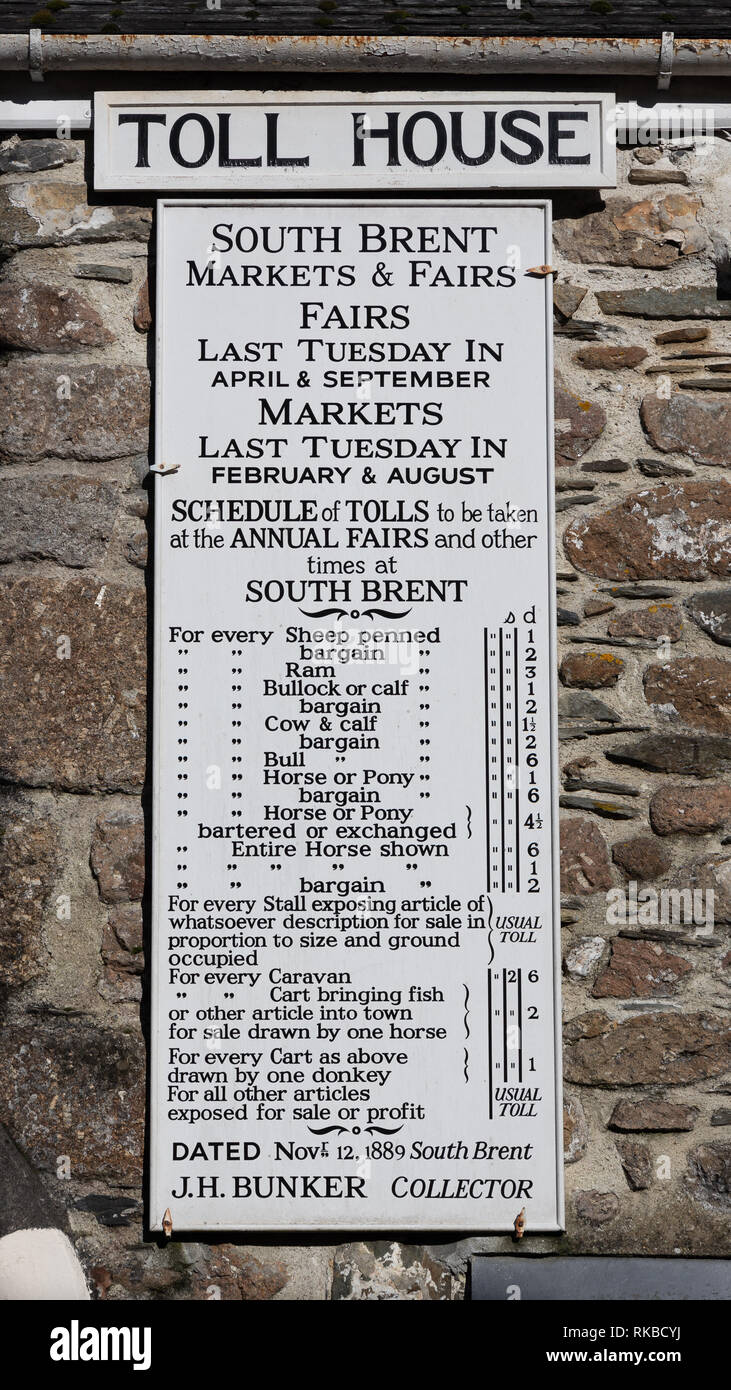 TOLL HOUSE
SOUTH BRENT
MARKETS & FAIRS
FAIRS
LAST TUESDAY IN
APRIL & SEPTEMBER
MARKETS
LAST TUESDAY IN
FEBRUARY & AUGUST
SCHEDULE of TOLLS to be taken
at the ANNUAL FAIRS and other
times at
SOUTH BRENT
s d
For every Sheep penned " " 1
" " bargain " " " 2
" " Ram " " " 3
" " Bullock or calf " " " 1
" " bargain " " " 2
" " Cow & calf " " " 1½
" " bargain " " " 2
" " Bull " " " " 6
" " Horse or Pony " " " 1
" " bargain " " " 6
" " Horse or Pony
bartered or exchanged } " " 4½
" Entire Horse shown " " 6
" " " " " " " 1
" " bargain " " " 2
For every Stall exposing article of
whatsoever description for sale in USUAL
proportion to size and ground TOLL
occupied
For every Caravan " 2 6
" " Cart bringing fish
or other article into town " " 2
for sale drawn by one horse
For every Cart as above
drawn by one donkey " " 1
For all other articles USUAL
exposed for sale or profit TOLL
DATED Novr 12, 1889 South Brent
J.H. BUNKER COLLECTOR
alamy
Image ID: RKBCYJ
www.alamy.com